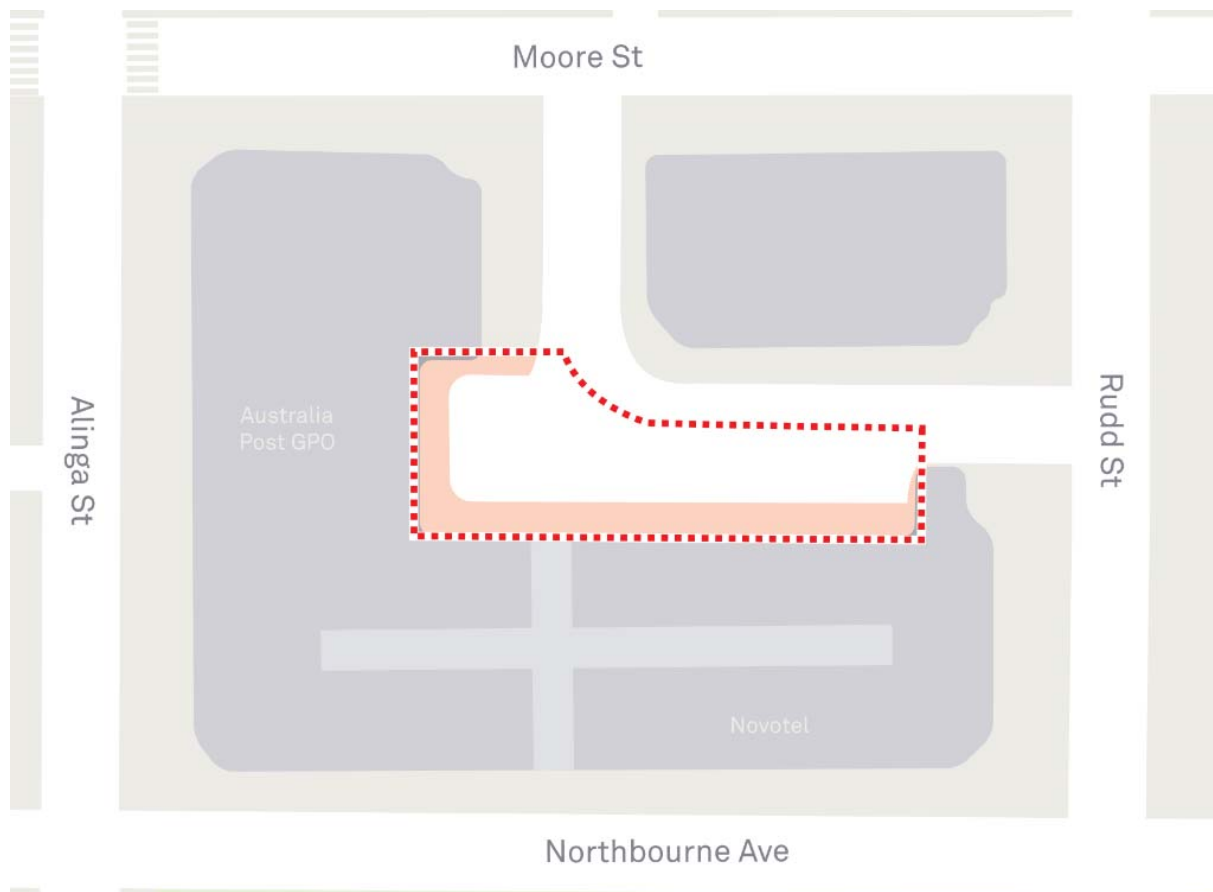 Moore St
Australia
Post GPO
Alinga St
Rudd St
Novotel
Northbourne Ave